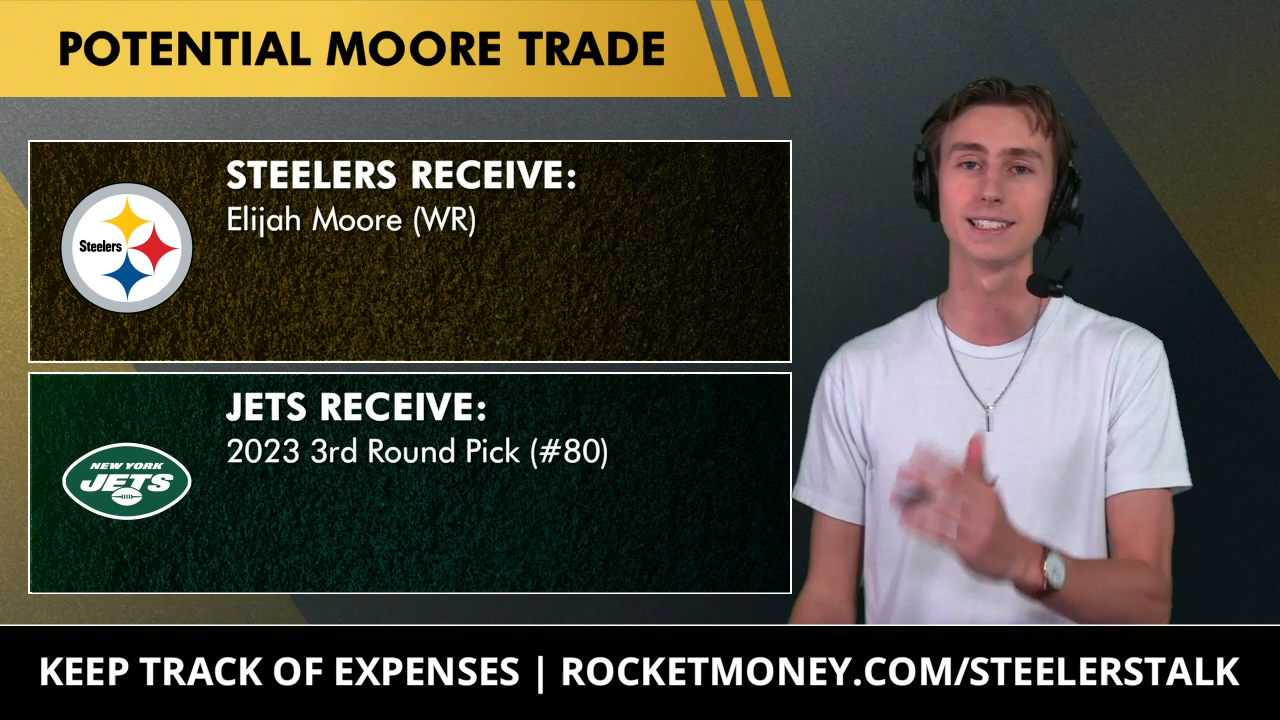 POTENTIAL MOORE TRADE
STEELERS RECEIVE:
Elijah Moore (WR)
Steelers
JETS RECEIVE:
2023 3rd Round Pick (#80)
NEW YORK
JETS
KEEP TRACK OF EXPENSES | ROCKETMONEY.COM/STEELERSTALK